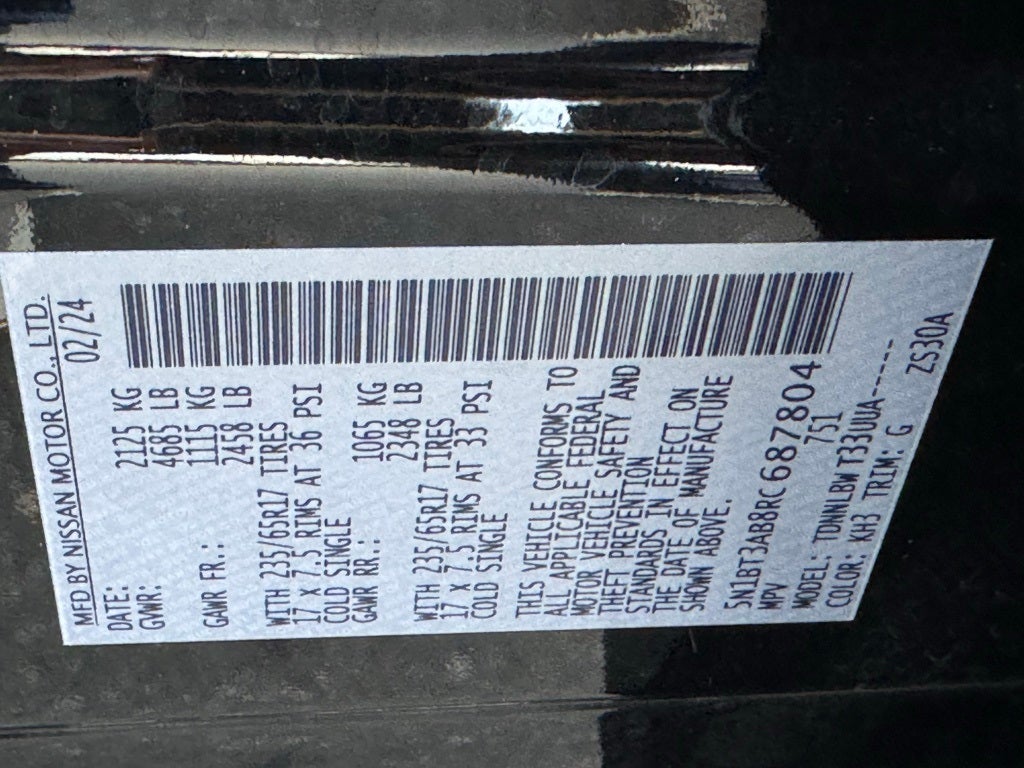 MFD BY NISSAN MOTOR CO., LTD.
DATE: 02/24
GVWR: 2125 KG
4685 LB
GAWR FR.: 1115 KG
2458 LB
WITH 235/65R17 TIRES
17 X 7.5 RIMS AT 36 PSI
COLD SINGLE
GAWR RR.: 1065 KG
2348 LB
WITH 235/65R17 TIRES
17 X 7.5 RIMS AT 33 PSI
COLD SINGLE
THIS VEHICLE CONFORMS TO
ALL APPLICABLE FEDERAL
MOTOR VEHICLE SAFETY AND
THEFT PREVENTION
STANDARDS IN EFFECT ON
THE DATE OF MANUFACTURE
SHOWN ABOVE.
5N1BT3AB8RC687804
MPV 751
MODEL: TDNNLBW T33UUA-----
COLOR: KH3 TRIM: G ZS30A